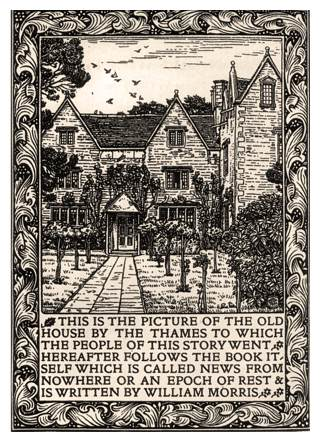 THIS IS THE PICTURE OF THE OLD
HOUSE BY THE THAMES TO WHICH
THE PEOPLE OF THIS STORY WENT
HEREAFTER FOLLOWS THE BOOK IT-
SELF WHICH IS CALLED NEWS FROM
NOWHERE OR AN EPOCH OF REST &
IS WRITTEN BY WILLIAM MORRIS